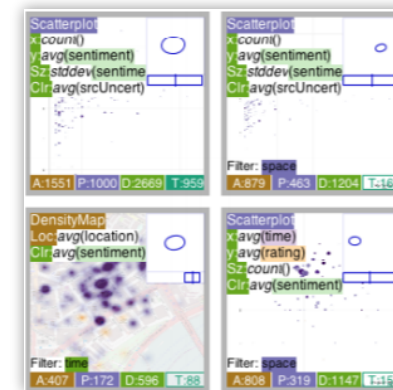 Scatterplot
x:count()
y:avg(sentiment)
Sz:stddev(sentime
Clr:avg(srcUncert)
A:1551 P:1000 D:2669 T:959
Scatterplot
x:count()
y:avg(sentiment)
Sz:stddev(sentime
Clr:avg(srcUncert)
Filter: space
A:879 P:463 D:1204 T:16
DensityMap
Loc:avg(location)
Clr:avg(sentiment)
Filter: time
A:407 P:172 D:596 T:88
Scatterplot
x:avg(time)
y:avg(rating)
Sz:count()
Clr:avg(sentiment)
Filter: space
A:808 P:319 D:1147 T:15